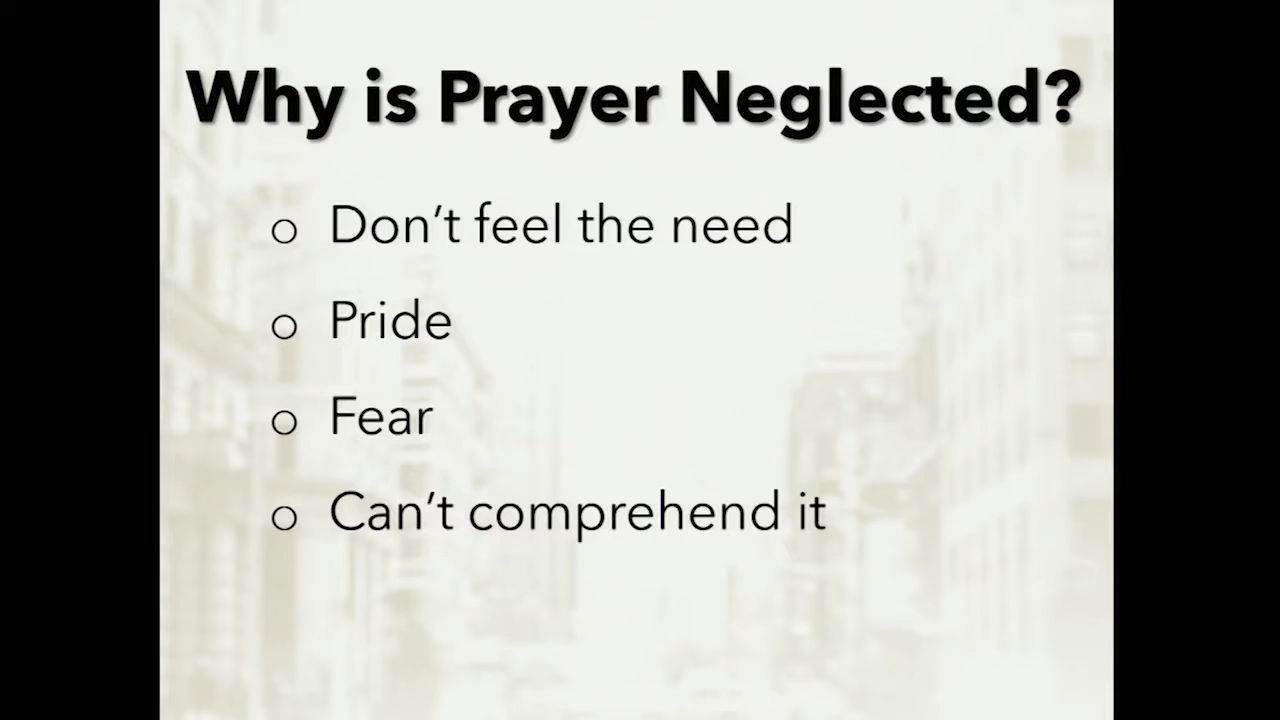 Why is Prayer Neglected?
o Don’t feel the need
o Pride
o Fear
o Can’t comprehend it